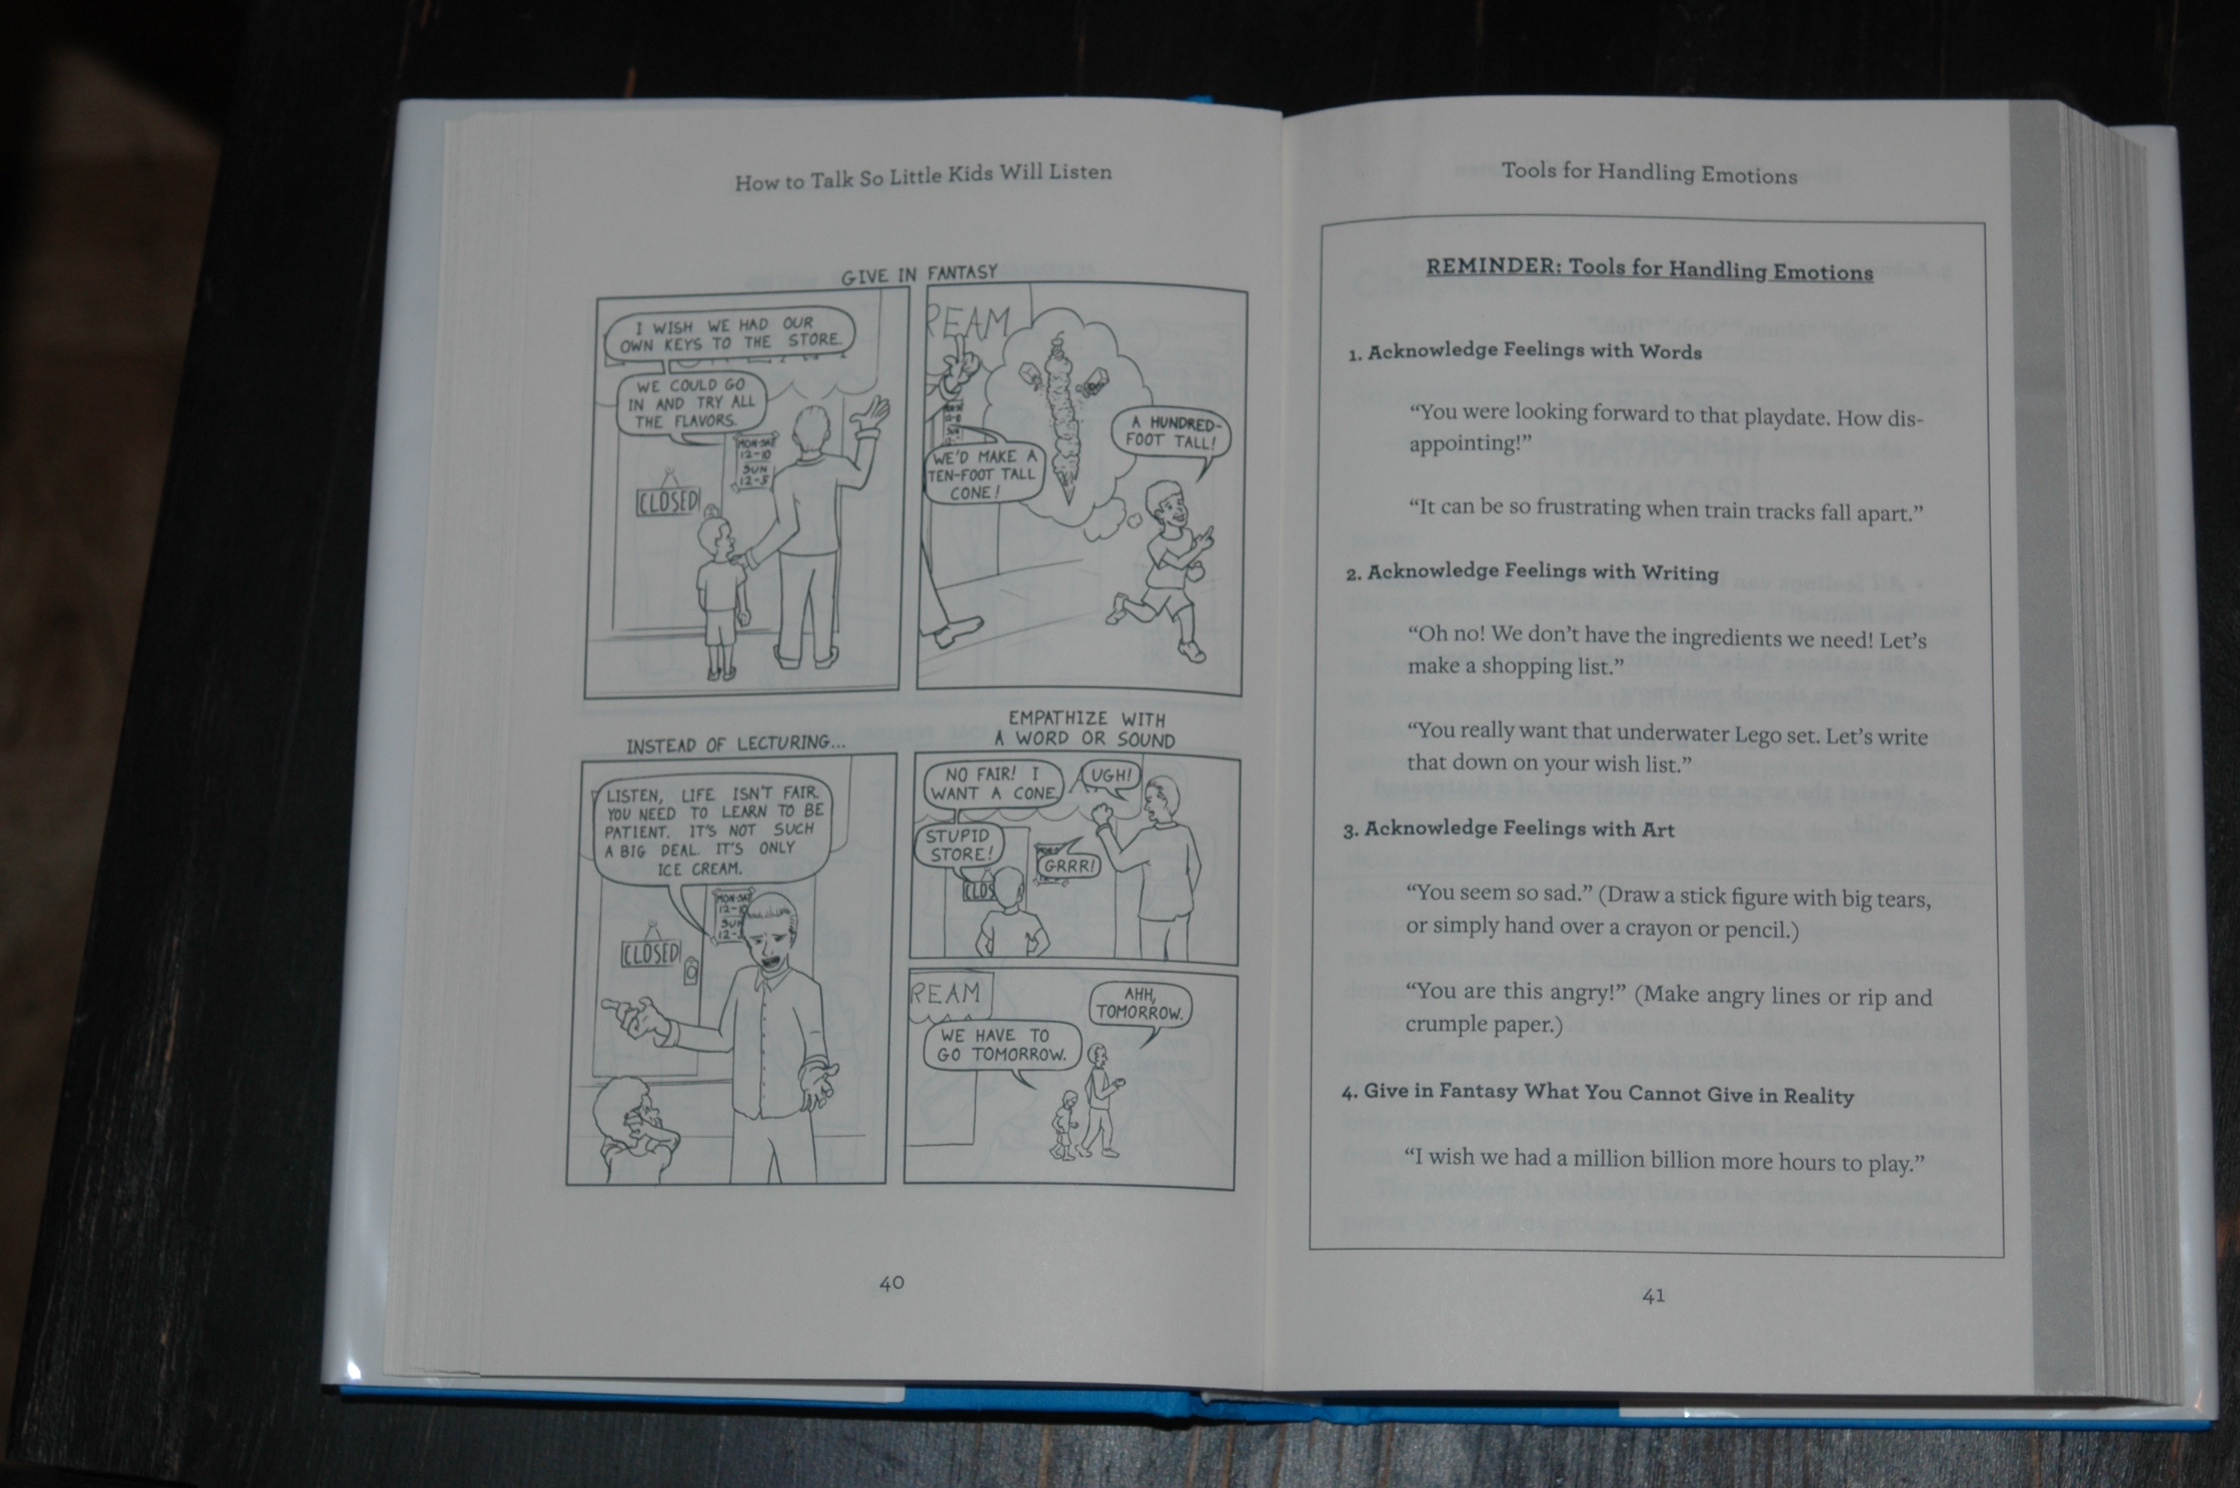 How to Talk So Little Kids Will Listen
GIVE IN FANTASY
I WISH WE HAD OUR
OWN KEYS TO THE STORE.
WE COULD GO
IN AND TRY ALL
THE FLAVORS.
MON-SAT
12-10
SUN
12-8
CLOSED
REAM
WE'D MAKE A
TEN-FOOT TALL
CONE!
A HUNDRED-
FOOT TALL!
INSTEAD OF LECTURING...
LISTEN, LIFE ISN'T FAIR.
YOU NEED TO LEARN TO BE
PATIENT. IT'S NOT SUCH
A BIG DEAL. IT'S ONLY
ICE CREAM.
MON-SAT
SUN
CLOSED
EMPATHIZE WITH
A WORD OR SOUND
NO FAIR! I
WANT A CONE.
UGH!
STUPID
STORE!
GRRR!
CLOS
REAM
WE HAVE TO
GO TOMORROW.
AHH,
TOMORROW.
40
Tools for Handling Emotions
REMINDER: Tools for Handling Emotions
1. Acknowledge Feelings with Words
“You were looking forward to that playdate. How dis-
appointing!”
“It can be so frustrating when train tracks fall apart.”
2. Acknowledge Feelings with Writing
“Oh no! We don’t have the ingredients we need! Let’s
make a shopping list.”
“You really want that underwater Lego set. Let’s write
that down on your wish list.”
3. Acknowledge Feelings with Art
“You seem so sad.” (Draw a stick figure with big tears,
or simply hand over a crayon or pencil.)
“You are this angry!” (Make angry lines or rip and
crumple paper.)
4. Give in Fantasy What You Cannot Give in Reality
“I wish we had a million billion more hours to play.”
41